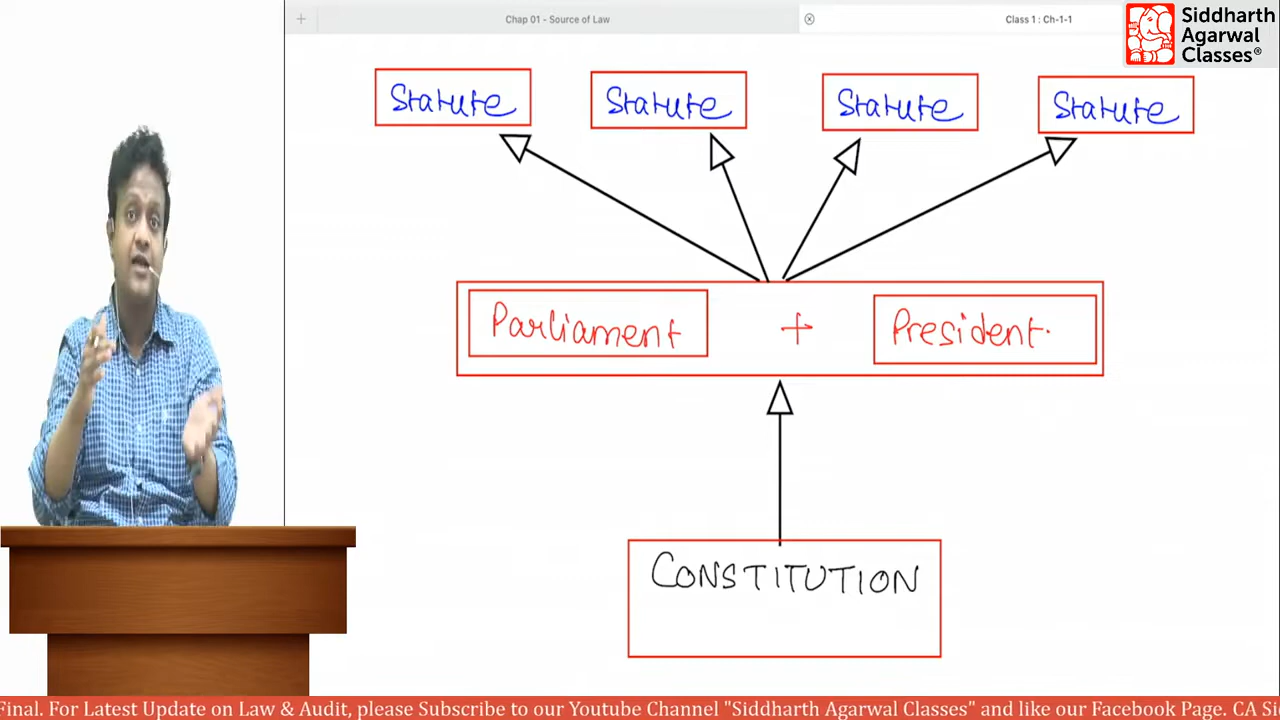 Chap 01 - Source of Law
Class 1 : Ch-1-1
Siddharth
Agarwal
Classes®
Statute
Statute
Statute
Statute
Parliament
+
President.
CONSTITUTION
Final. For Latest Update on Law & Audit, please Subscribe to our Youtube Channel "Siddharth Agarwal Classes" and like our Facebook Page. CA